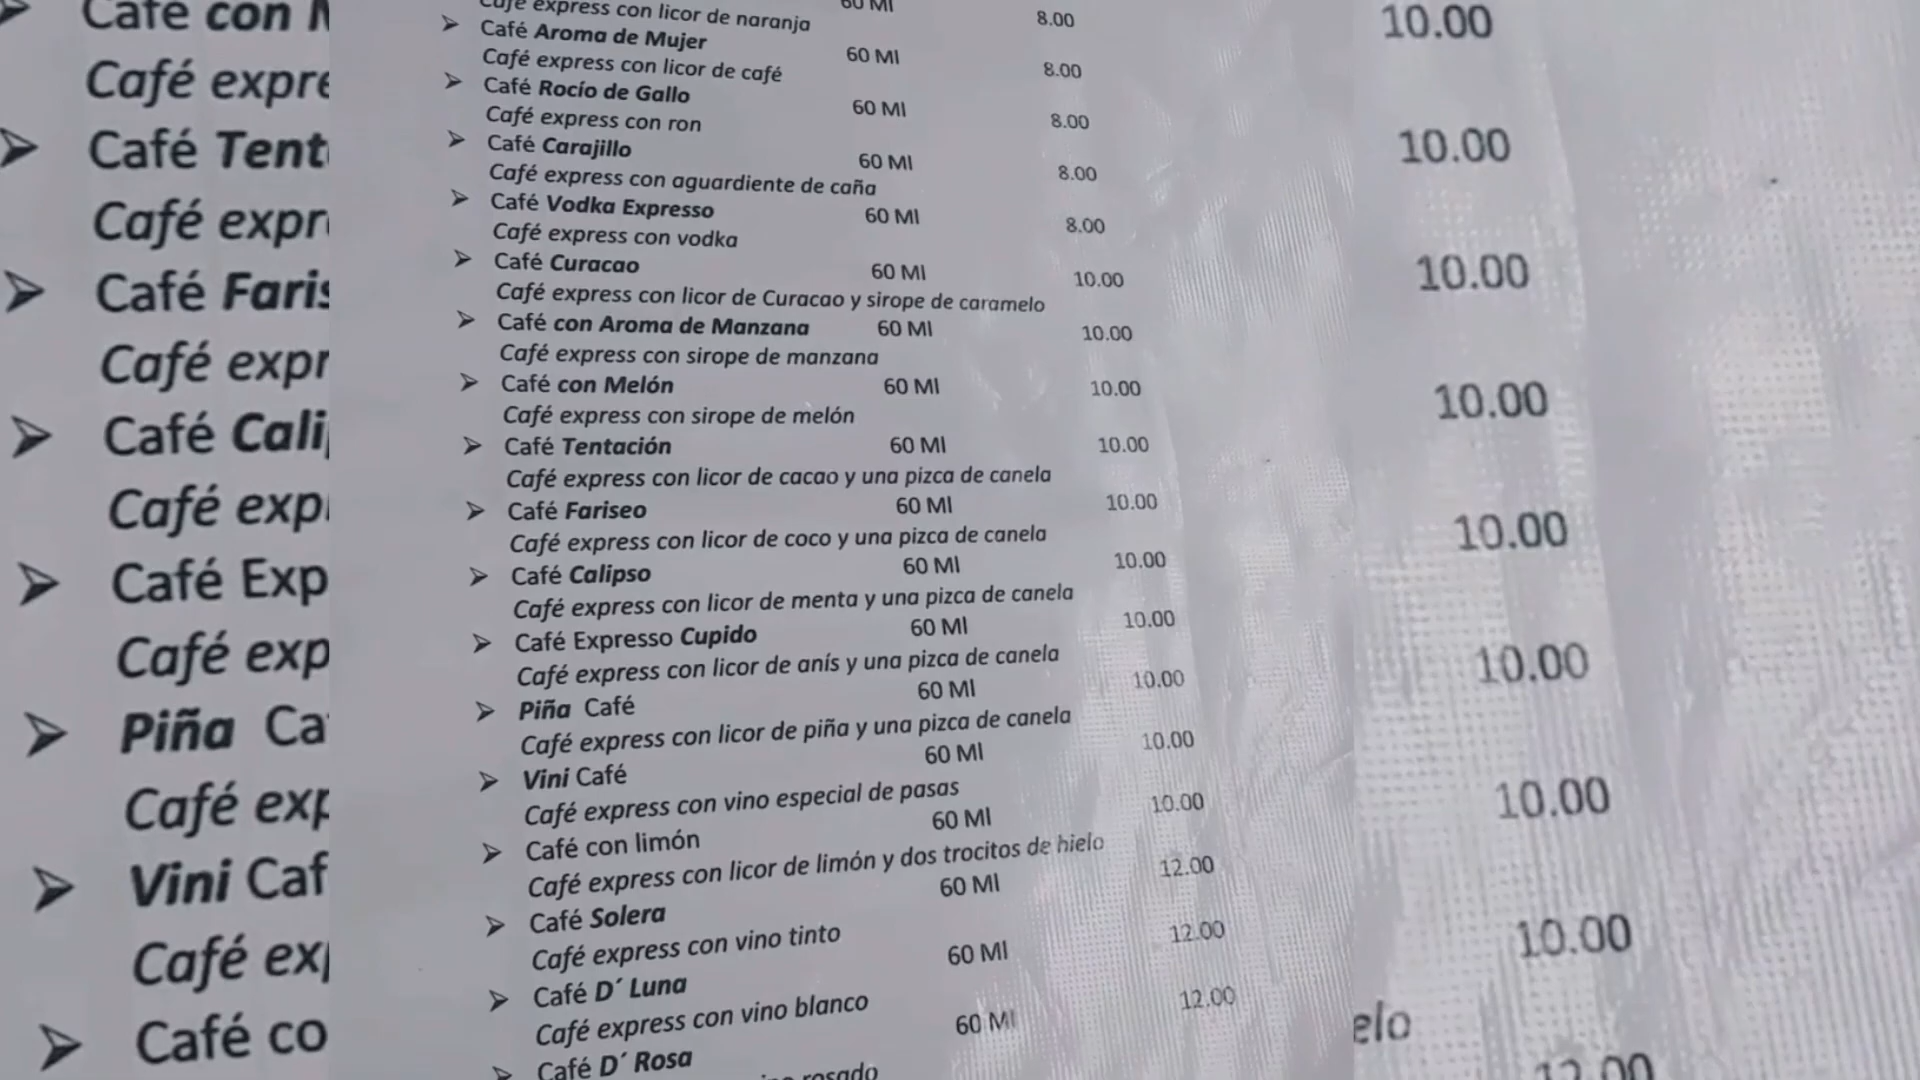 Café con M
Café expre
Café Tent
Café expr
Café Faris
Café expr
Café Cali
Café exp
Café Exp
Café exp
Piña Ca
Café exp
Vini Caf
Café ex
Café co
60 Ml 8.00
Café express con licor de naranja
➢ Café Aroma de Mujer 60 Ml 8.00
Café express con licor de café
➢ Café Rocío de Gallo 60 Ml 8.00
Café express con ron
➢ Café Carajillo 60 Ml 8.00
Café express con aguardiente de caña
➢ Café Vodka Expresso 60 Ml 8.00
Café express con vodka
➢ Café Curacao 60 Ml 10.00
Café express con licor de Curacao y sirope de caramelo
➢ Café con Aroma de Manzana 60 Ml 10.00
Café express con sirope de manzana
➢ Café con Melón 60 Ml 10.00
Café express con sirope de melón
➢ Café Tentación 60 Ml 10.00
Café express con licor de cacao y una pizca de canela
➢ Café Fariseo 60 Ml 10.00
Café express con licor de coco y una pizca de canela
➢ Café Calipso 60 Ml 10.00
Café express con licor de menta y una pizca de canela
➢ Café Expresso Cupido 60 Ml 10.00
Café express con licor de anís y una pizca de canela
➢ Piña Café 60 Ml 10.00
Café express con licor de piña y una pizca de canela
➢ Vini Café 60 Ml 10.00
Café express con vino especial de pasas
➢ Café con limón 60 Ml 10.00
Café express con licor de limón y dos trocitos de hielo
➢ Café Solera 60 Ml 12.00
Café express con vino tinto
➢ Café D´ Luna 60 Ml 12.00
Café express con vino blanco
➢ Café D´ Rosa 60 Ml 12.00
rosado
10.00
10.00
10.00
10.00
10.00
10.00
10.00
10.00
elo
12.00